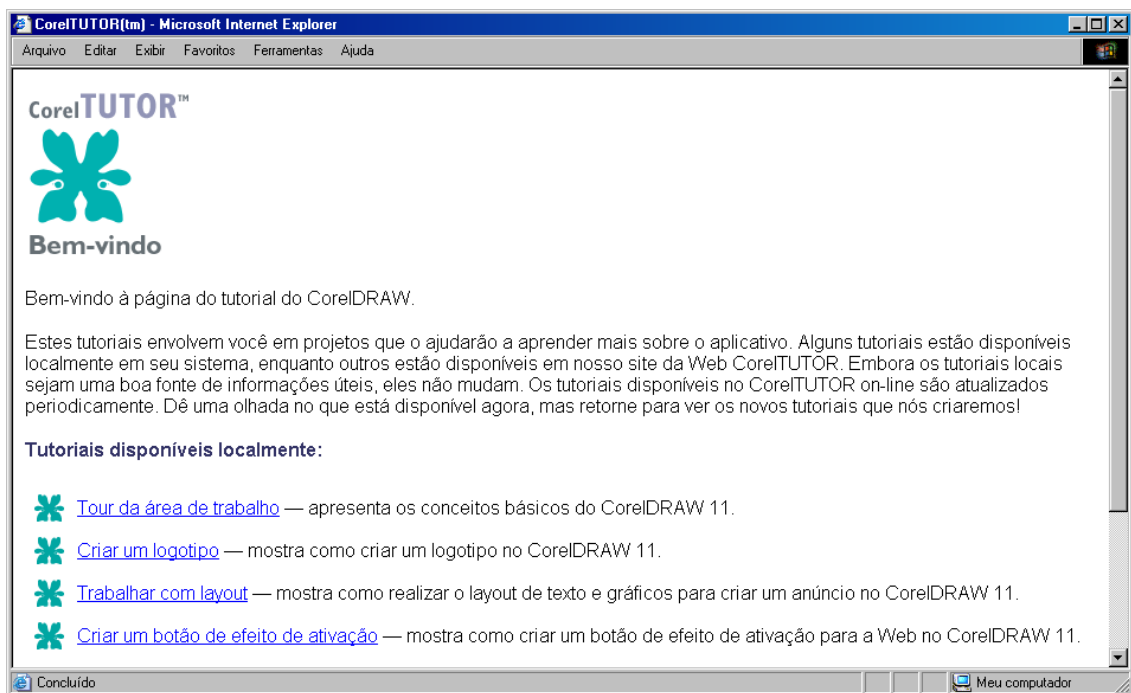 CorelTUTOR(tm) - Microsoft Internet Explorer
Arquivo Editar Exibir Favoritos Ferramentas Ajuda
CorelTUTOR™
Bem-vindo
Bem-vindo à página do tutorial do CorelDRAW.
Estes tutoriais envolvem você em projetos que o ajudarão a aprender mais sobre o aplicativo. Alguns tutoriais estão disponíveis
localmente em seu sistema, enquanto outros estão disponíveis em nosso site da Web CorelTUTOR. Embora os tutoriais locais
sejam uma boa fonte de informações úteis, eles não mudam. Os tutoriais disponíveis no CorelTUTOR on-line são atualizados
periodicamente. Dê uma olhada no que está disponível agora, mas retorne para ver os novos tutoriais que nós criaremos!
Tutoriais disponíveis localmente:
Tour da área de trabalho — apresenta os conceitos básicos do CorelDRAW 11.
Criar um logotipo — mostra como criar um logotipo no CorelDRAW 11.
Trabalhar com layout — mostra como realizar o layout de texto e gráficos para criar um anúncio no CorelDRAW 11.
Criar um botão de efeito de ativação — mostra como criar um botão de efeito de ativação para a Web no CorelDRAW 11.
Concluído Meu computador